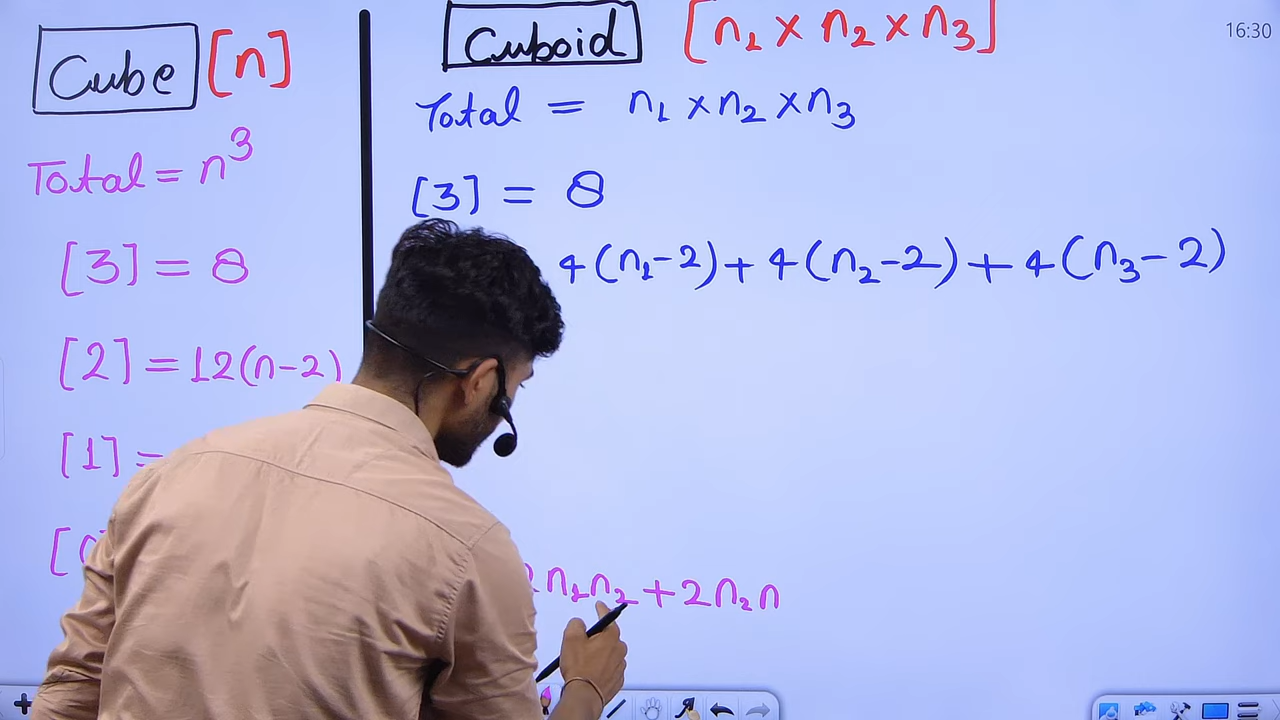 16:30
Cube [n]
Total = n³
[3] = 8
[2] = 12(n-2)
[1] =
Cuboid [n₁ × n₂ × n₃]
Total = n₁ × n₂ × n₃
[3] = 8
4(n₁-2) + 4(n₂-2) + 4(n₃-2)
n₁n₂ + 2n₂n